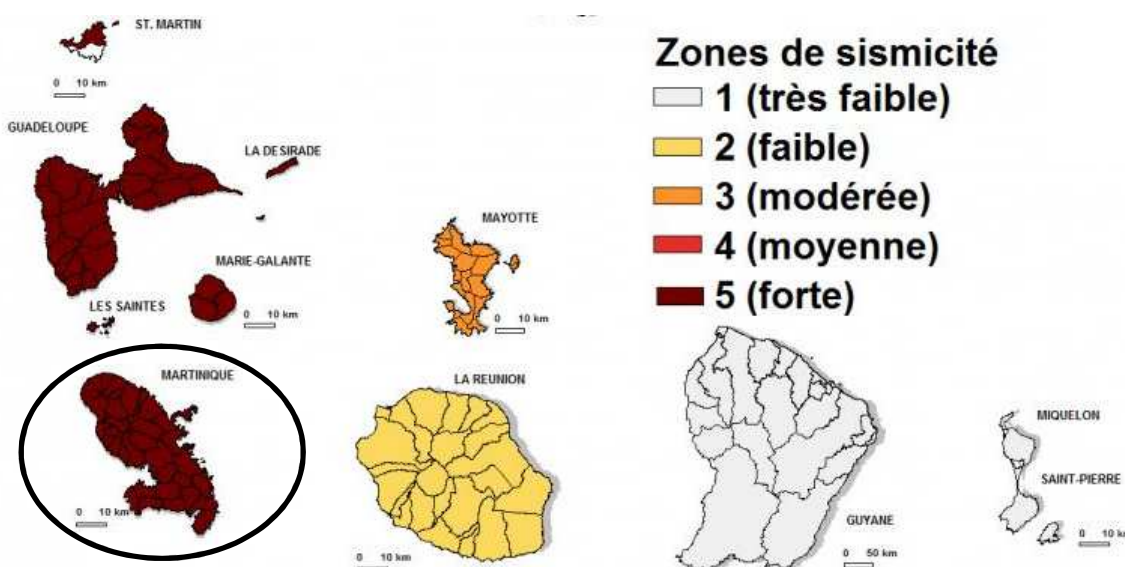 ST. MARTIN
0 10 km
GUADELOUPE
LA DESIRADE
MARIE-GALANTE
0 10 km
LES SAINTES
MAYOTTE
0 10 km
Zones de sismicité
1 (très faible)
2 (faible)
3 (modérée)
4 (moyenne)
5 (forte)
MARTINIQUE
0 10 km
LA REUNION
0 10 km
GUYANE
0 50 km
MIQUELON
SAINT-PIERRE
0 10 k